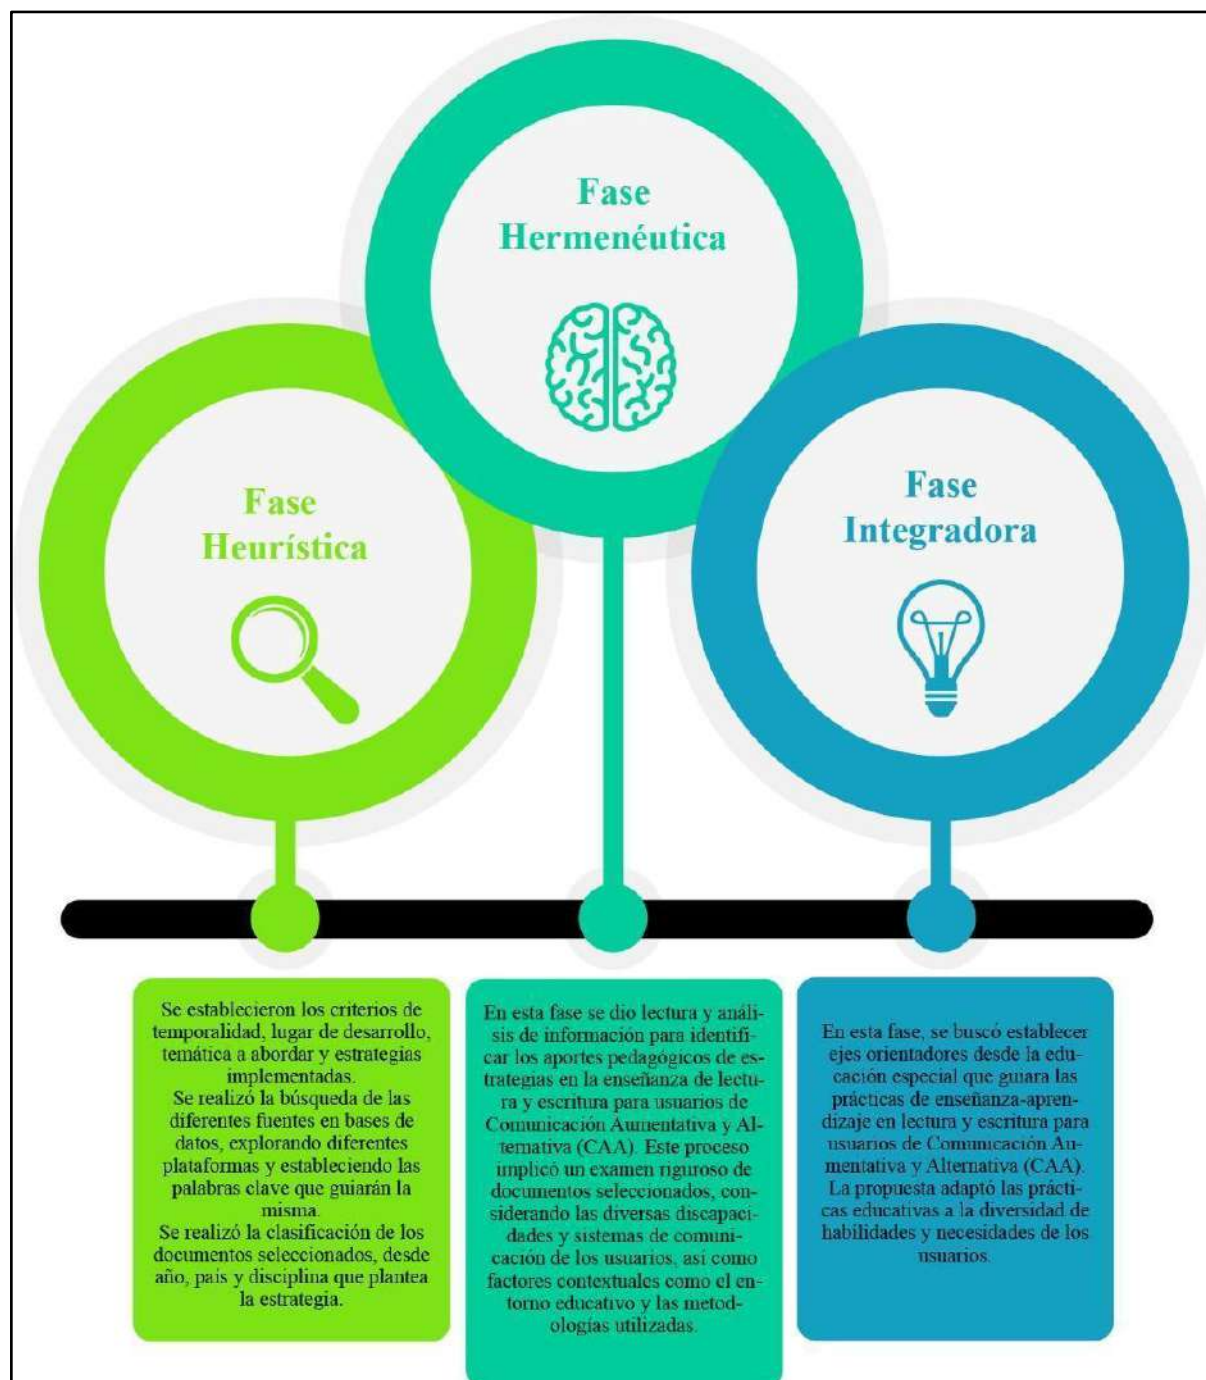 Fase
Hermenéutica
Fase
Heurística
Fase
Integradora
Se establecieron los criterios de
temporalidad, lugar de desarrollo,
temática a abordar y estrategias
implementadas.
Se realizó la búsqueda de las
diferentes fuentes en bases de
datos, explorando diferentes
plataformas y estableciendo las
palabras clave que guiarán la
misma.
Se realizó la clasificación de los
documentos seleccionados, desde
año, país y disciplina que plantea
la estrategia.
En esta fase se dio lectura y análi-
sis de información para identifi-
car los aportes pedagógicos de es-
trategias en la enseñanza de lectu-
ra y escritura para usuarios de
Comunicación Aumentativa y Al-
ternativa (CAA). Este proceso
implicó un examen riguroso de
documentos seleccionados, con-
siderando las diversas discapaci-
dades y sistemas de comuni-
cación de los usuarios, así como
factores contextuales como el en-
torno educativo y las metod-
ologías utilizadas.
En esta fase, se buscó establecer
ejes orientadores desde la edu-
cación especial que guiara las
prácticas de enseñanza-apren-
dizaje en lectura y escritura para
usuarios de Comunicación Au-
mentativa y Alternativa (CAA).
La propuesta adaptó las prácti-
cas educativas a la diversidad de
habilidades y necesidades de los
usuarios.